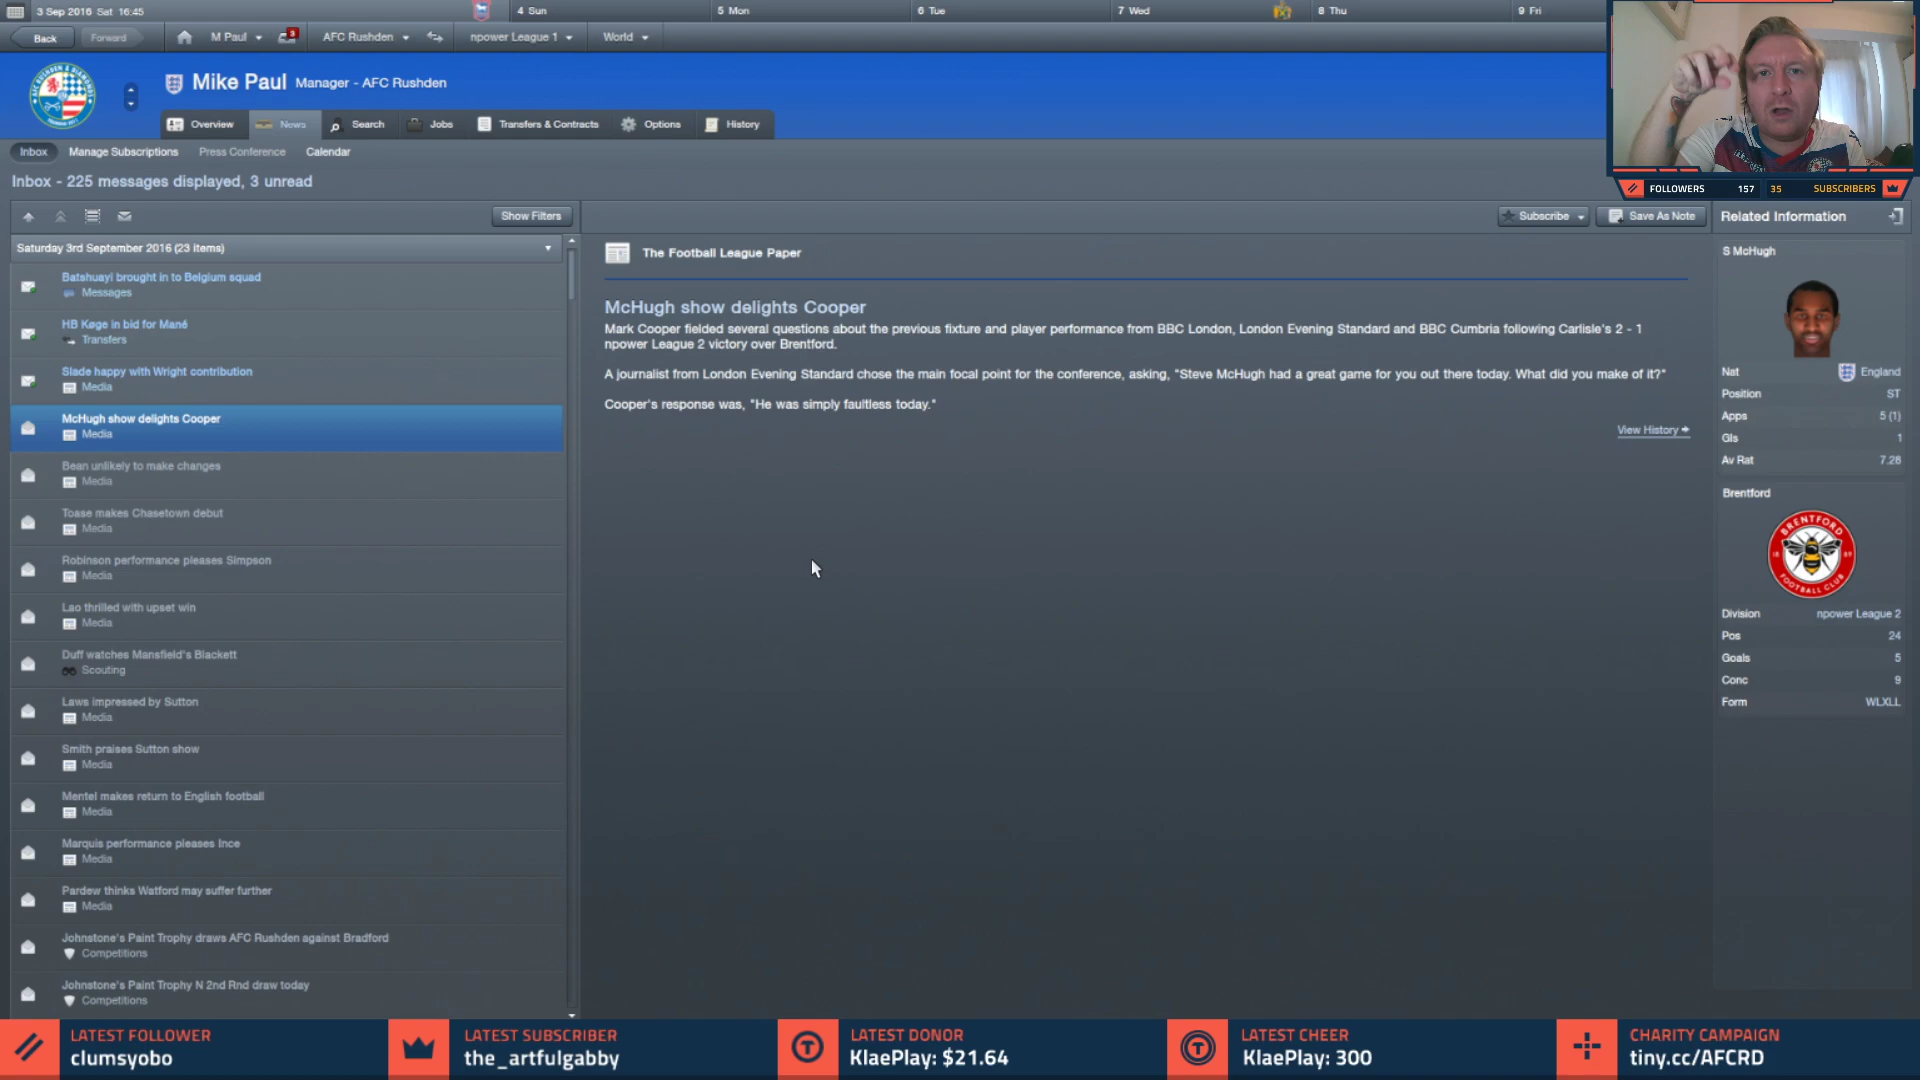 3 Sep 2016 Sat 16:45
4 Sun
5 Mon
6 Tue
7 Wed
8 Thu
9 Fri
Back
Forward
M Paul
3
AFC Rushden
npower League 1
World
Mike Paul Manager - AFC Rushden
Overview
News
Search
Jobs
Transfers & Contracts
Options
History
Inbox
Manage Subscriptions
Press Conference
Calendar
Inbox - 225 messages displayed, 3 unread
FOLLOWERS 157 35 SUBSCRIBERS
Show Filters
Subscribe
Save As Note
Related Information
Saturday 3rd September 2016 (23 items)
Batshuayi brought in to Belgium squad
Messages
HB Køge in bid for Mané
Transfers
Slade happy with Wright contribution
Media
McHugh show delights Cooper
Media
Bean unlikely to make changes
Media
Toase makes Chasetown debut
Media
Robinson performance pleases Simpson
Media
Lao thrilled with upset win
Media
Duff watches Mansfield's Blackett
Scouting
Laws impressed by Sutton
Media
Smith praises Sutton show
Media
Mentel makes return to English football
Media
Marquis performance pleases Ince
Media
Pardew thinks Watford may suffer further
Media
Johnstone's Paint Trophy draws AFC Rushden against Bradford
Competitions
Johnstone's Paint Trophy N 2nd Rnd draw today
Competitions
The Football League Paper
McHugh show delights Cooper
Mark Cooper fielded several questions about the previous fixture and player performance from BBC London, London Evening Standard and BBC Cumbria following Carlisle's 2 - 1
npower League 2 victory over Brentford.
A journalist from London Evening Standard chose the main focal point for the conference, asking, "Steve McHugh had a great game for you out there today. What did you make of it?"
Cooper's response was, "He was simply faultless today."
View History
S McHugh
Nat England
Position ST
Apps 5 (1)
Gls 1
Av Rat 7.28
Brentford
BRENTFORD
18 89
FOOTBALL CLUB
Division npower League 2
Pos 24
Goals 5
Conc 9
Form WLXLL
LATEST FOLLOWER
clumsyobo
LATEST SUBSCRIBER
the_artfulgabby
LATEST DONOR
KlaePlay: $21.64
LATEST CHEER
KlaePlay: 300
CHARITY CAMPAIGN
tiny.cc/AFCRD